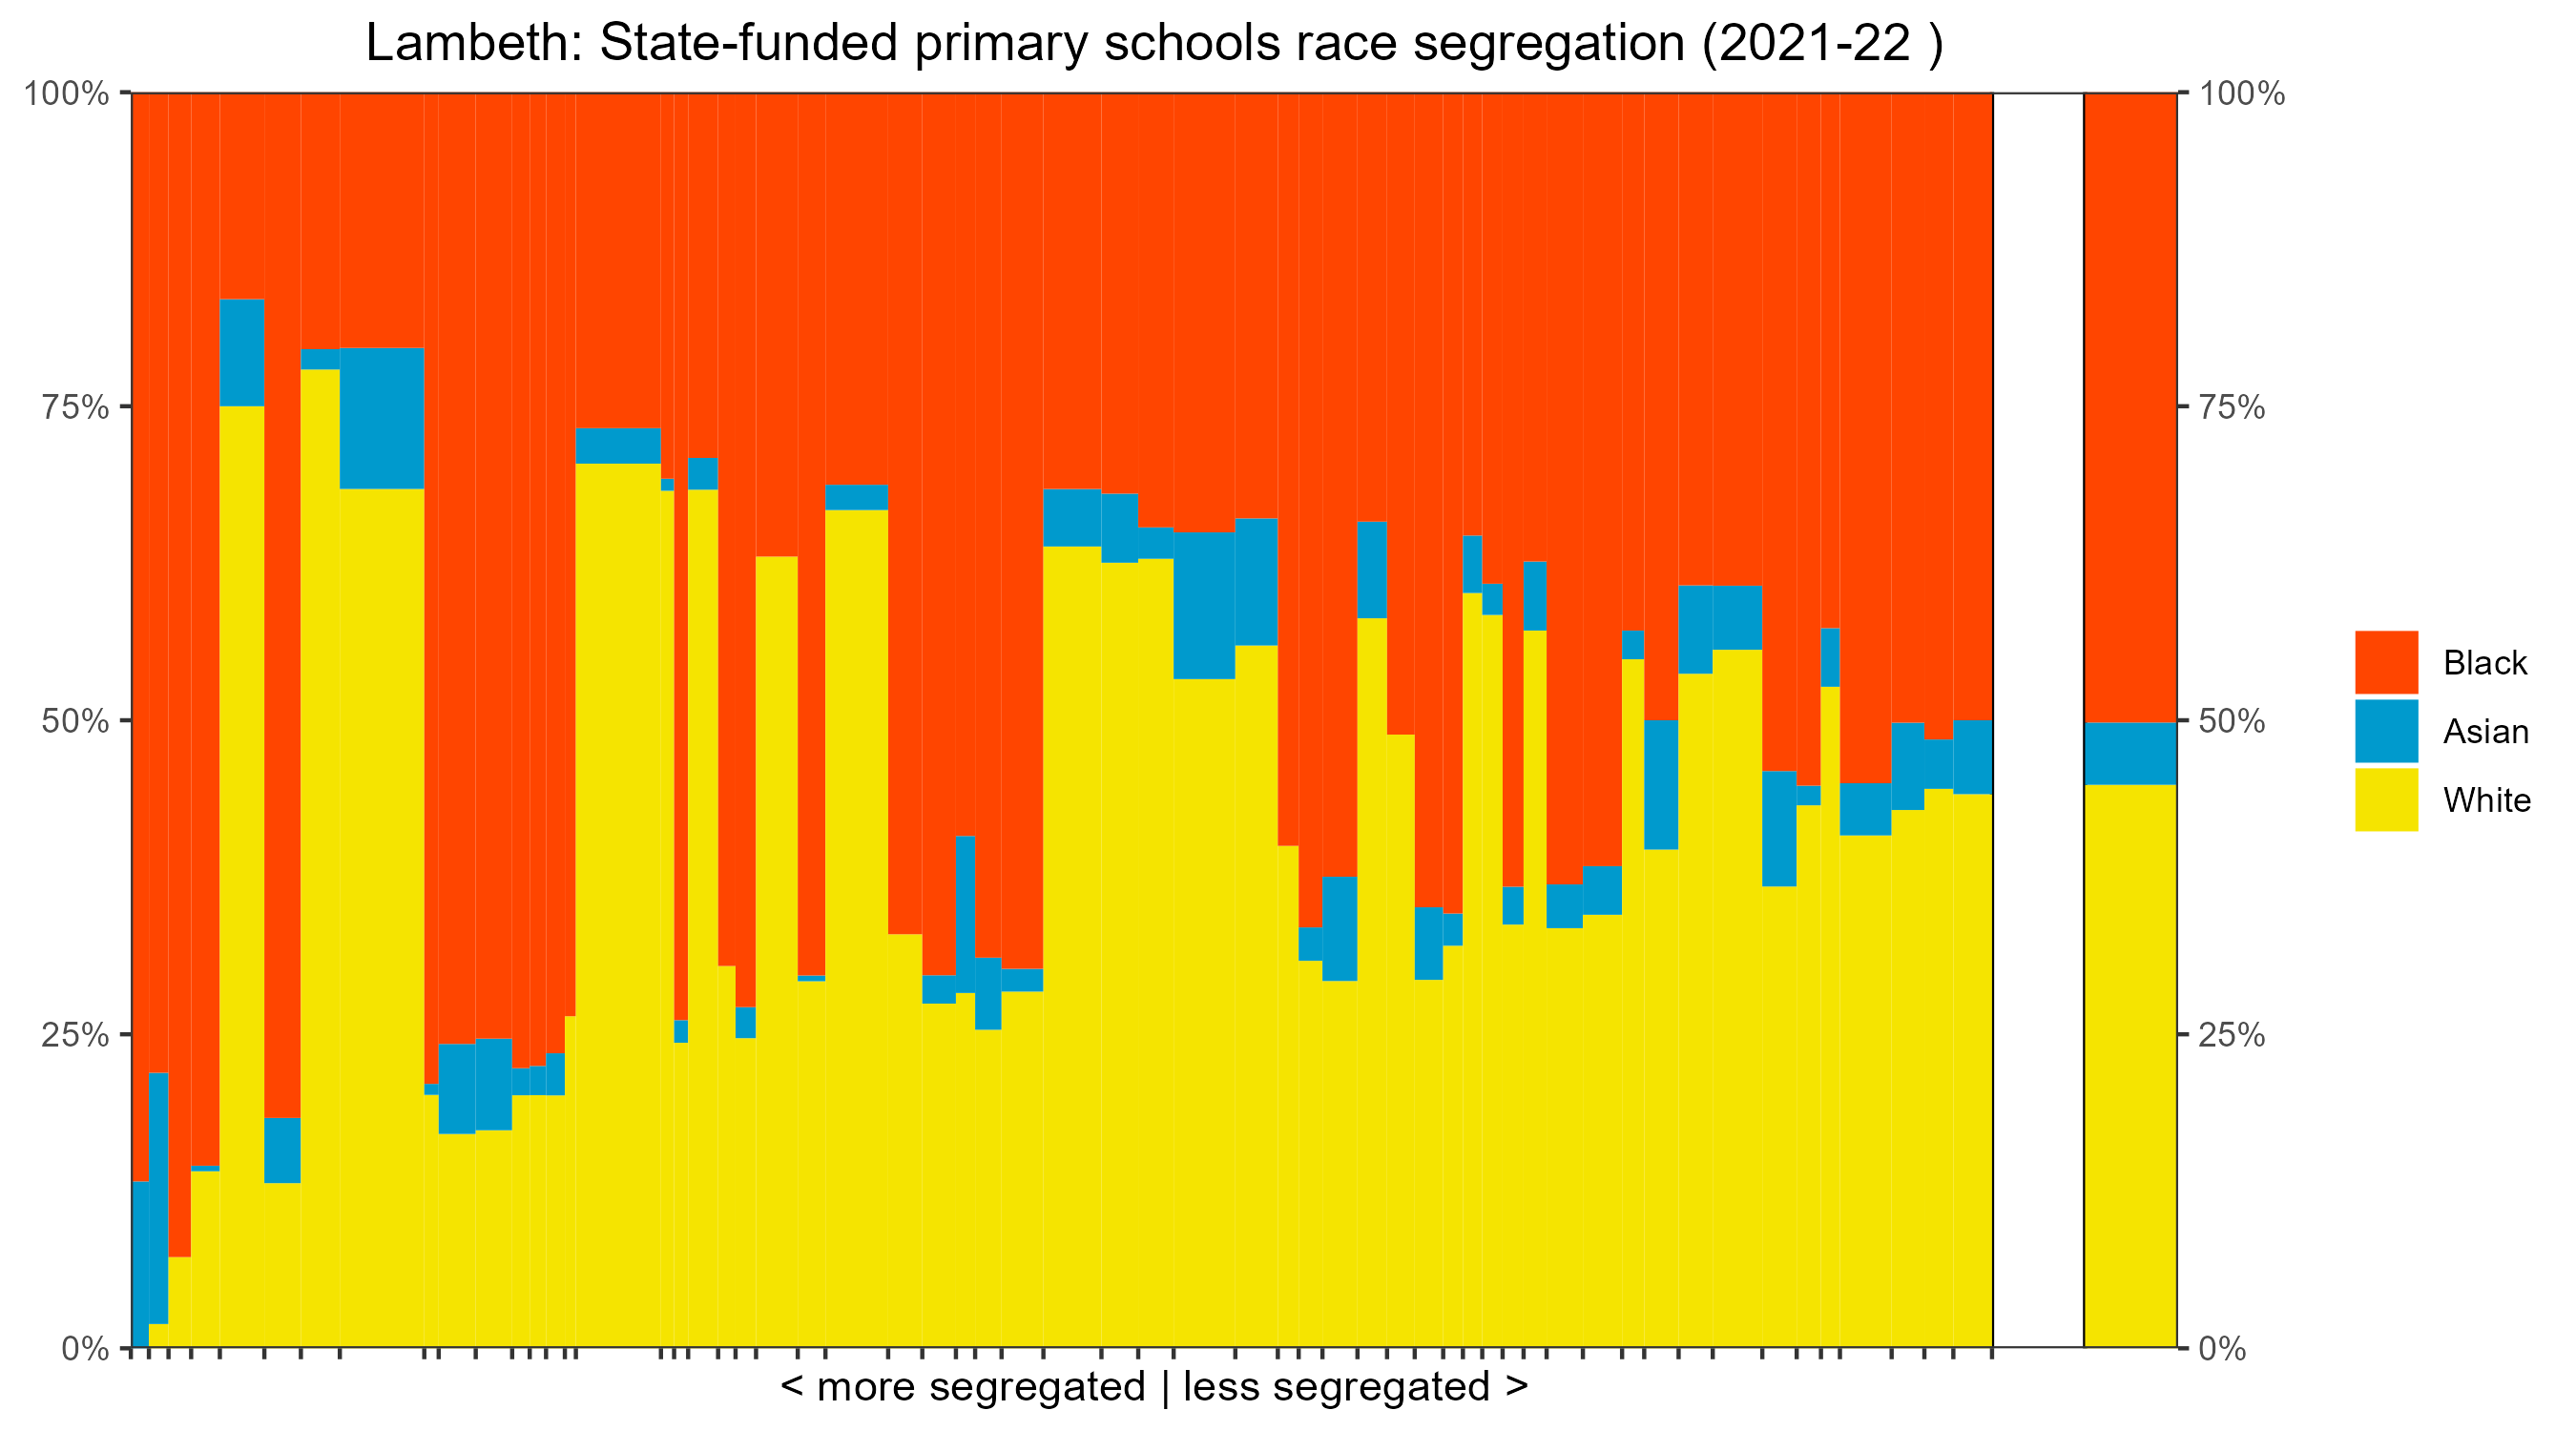 Lambeth: State-funded primary schools race segregation (2021-22 )
100%
75%
50%
25%
0%
100%
75%
50%
25%
0%
Black
Asian
White
< more segregated | less segregated >